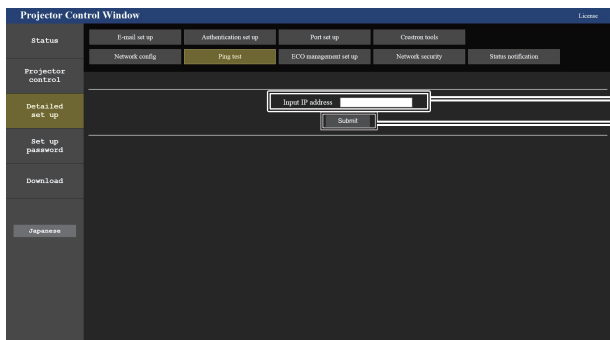 Projector Control Window
License
Status
E-mail set up
Authentication set up
Port set up
Crestron tools
Network config
Ping test
ECO management set up
Network security
Status notification
Projector
control
Detailed
set up
Set up
password
Download
Japanese
Input IP address
Submit